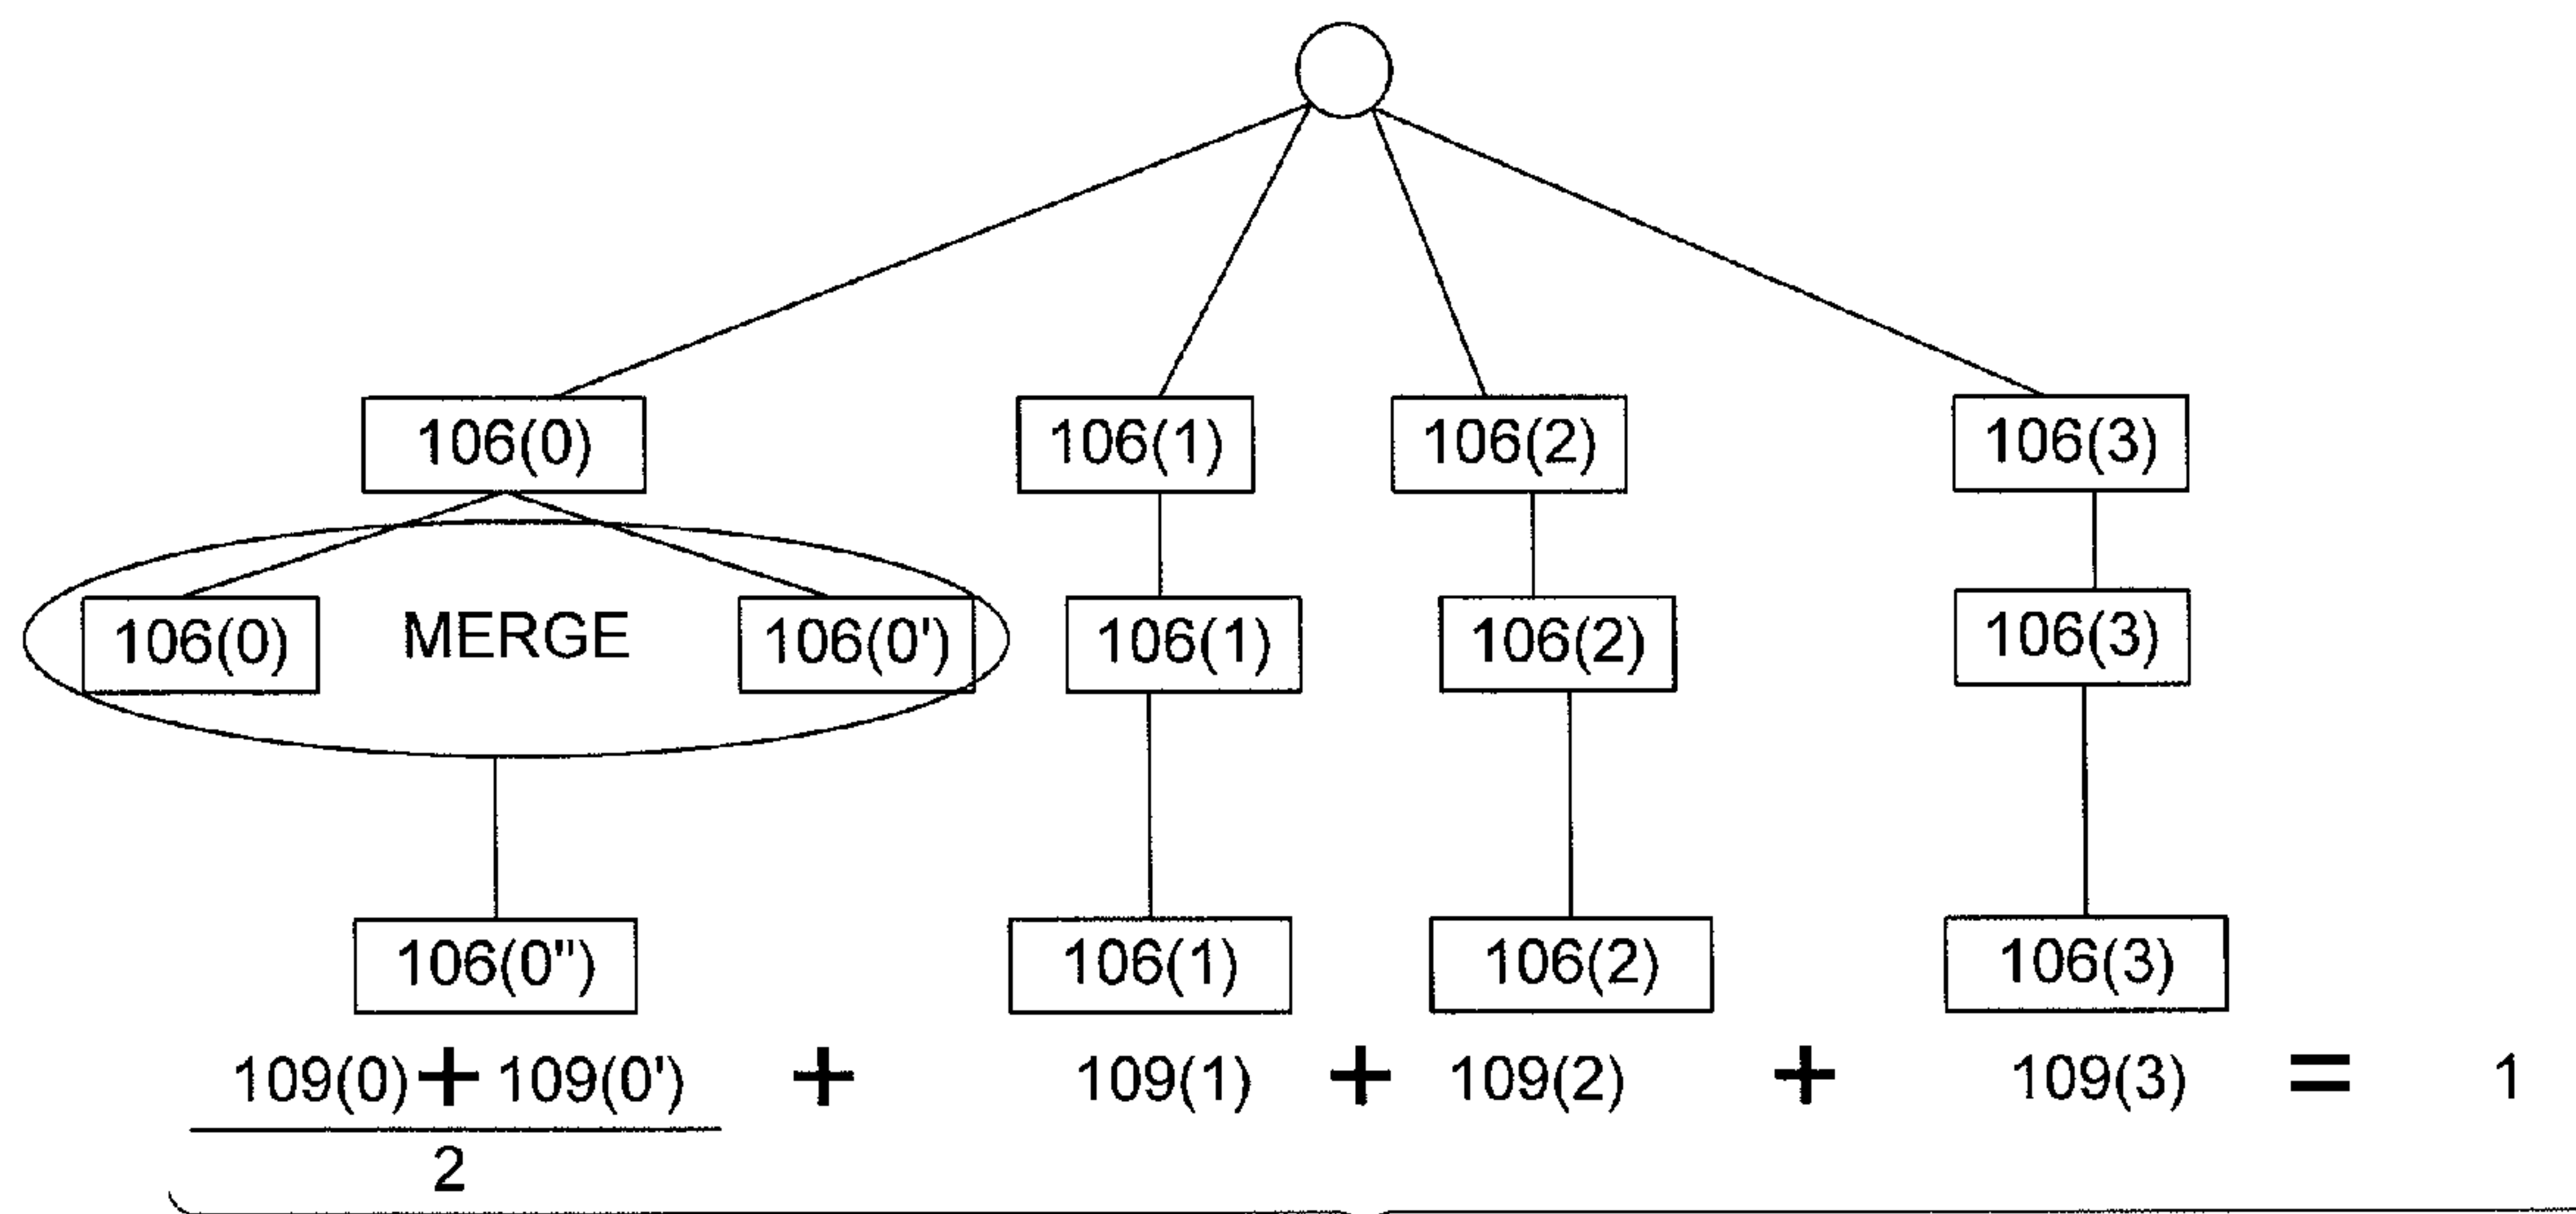 106(0) 106(1) 106(2) 106(3)
106(0) MERGE 106(0') 106(1) 106(2) 106(3)
106(0") 106(1) 106(2) 106(3)
109(0) + 109(0') + 109(1) + 109(2) + 109(3) = 1
2